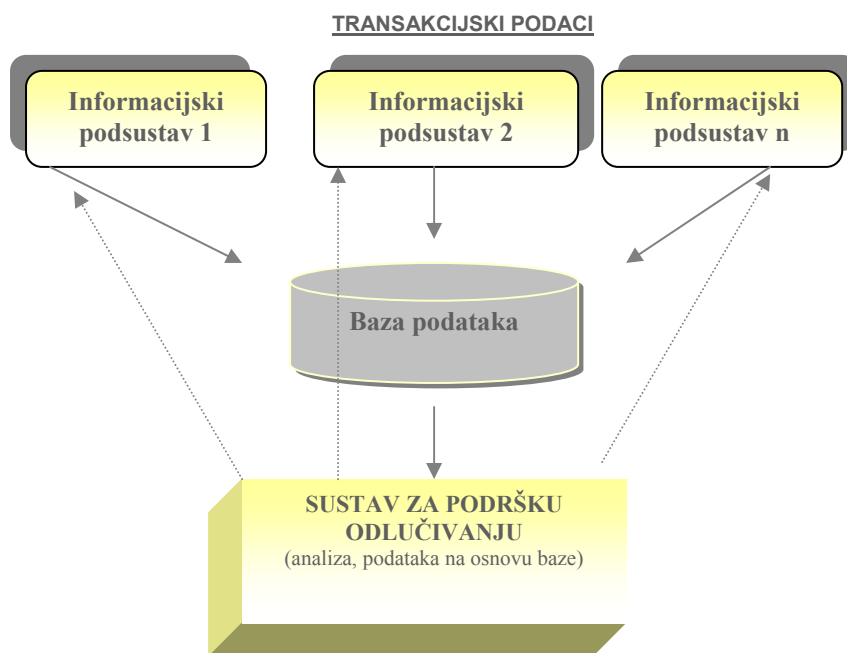 TRANSAKCIJSKI PODACI
Informacijski
podsustav 1
Informacijski
podsustav 2
Informacijski
podsustav n
Baza podataka
SUSTAV ZA PODRŠKU
ODLUČIVANJU
(analiza, podataka na osnovu baze)